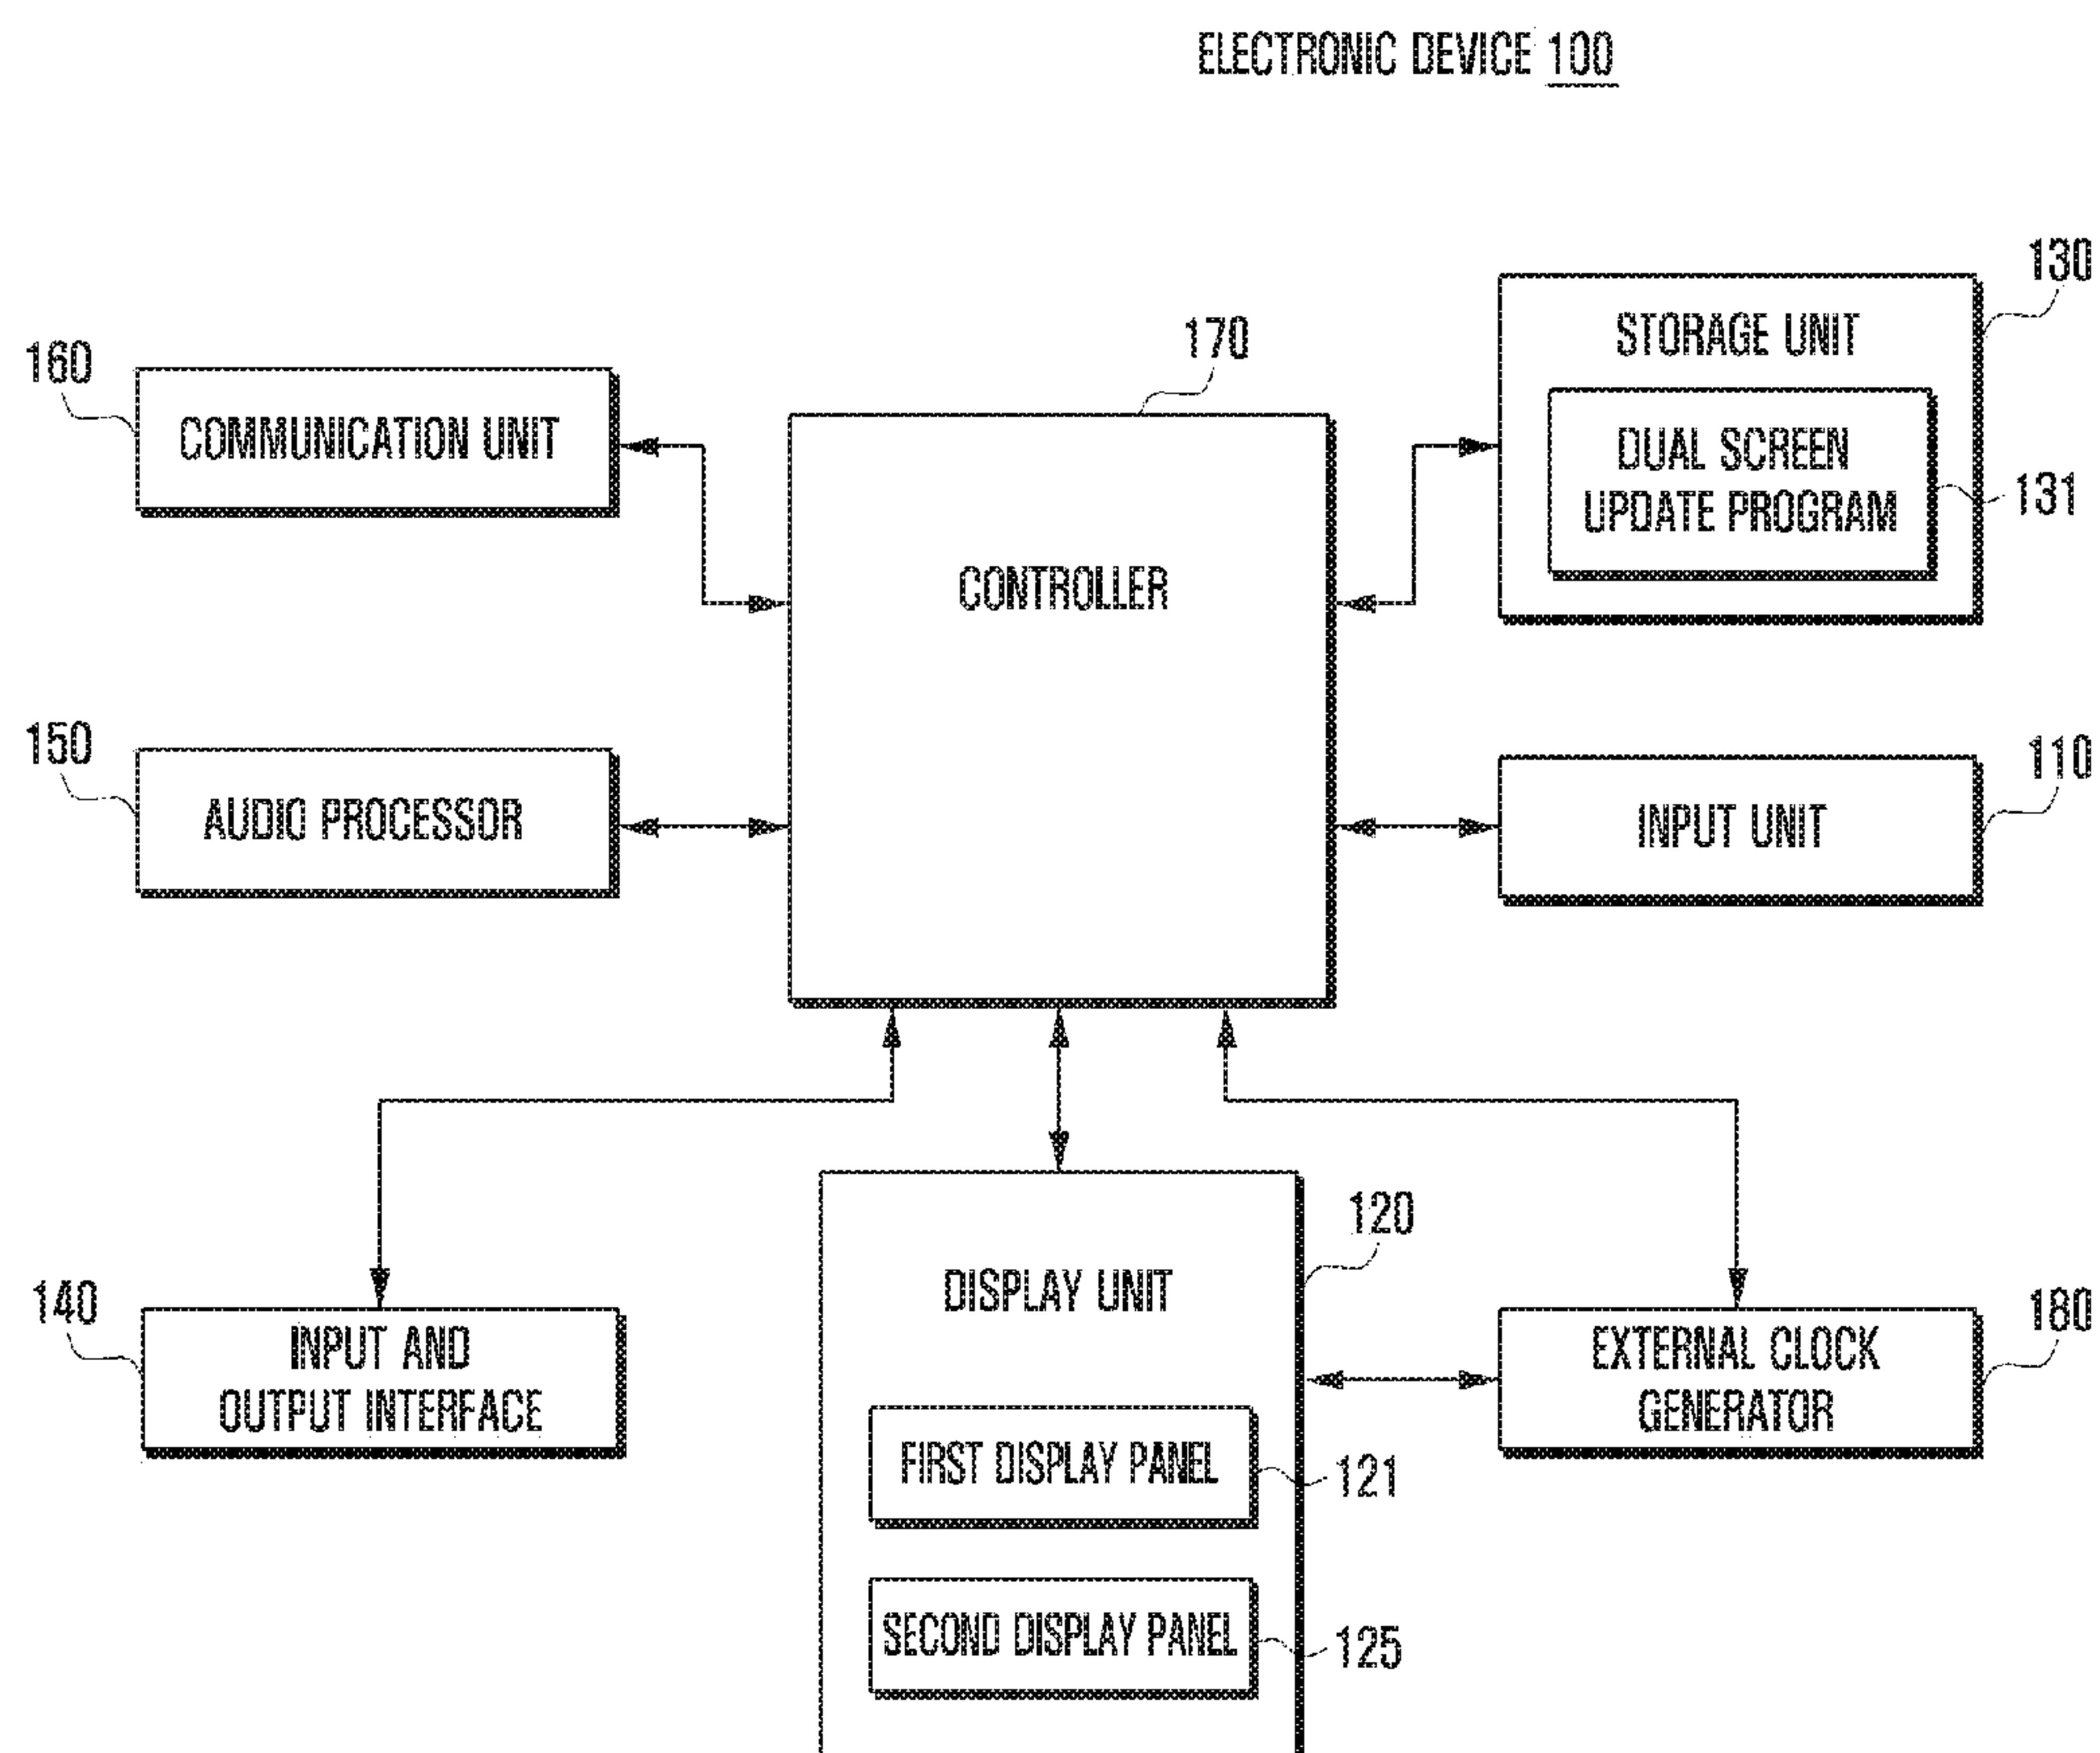 ELECTRONIC DEVICE 100
130
STORAGE UNIT
170
160
COMMUNICATION UNIT
DUAL SCREEN
UPDATE PROGRAM
131
CONTROLLER
150
110
AUDIO PROCESSOR
INPUT UNIT
120
DISPLAY UNIT
140
180
INPUT AND
OUTPUT INTERFACE
EXTERNAL CLOCK
GENERATOR
FIRST DISPLAY PANEL
121
SECOND DISPLAY PANEL
125